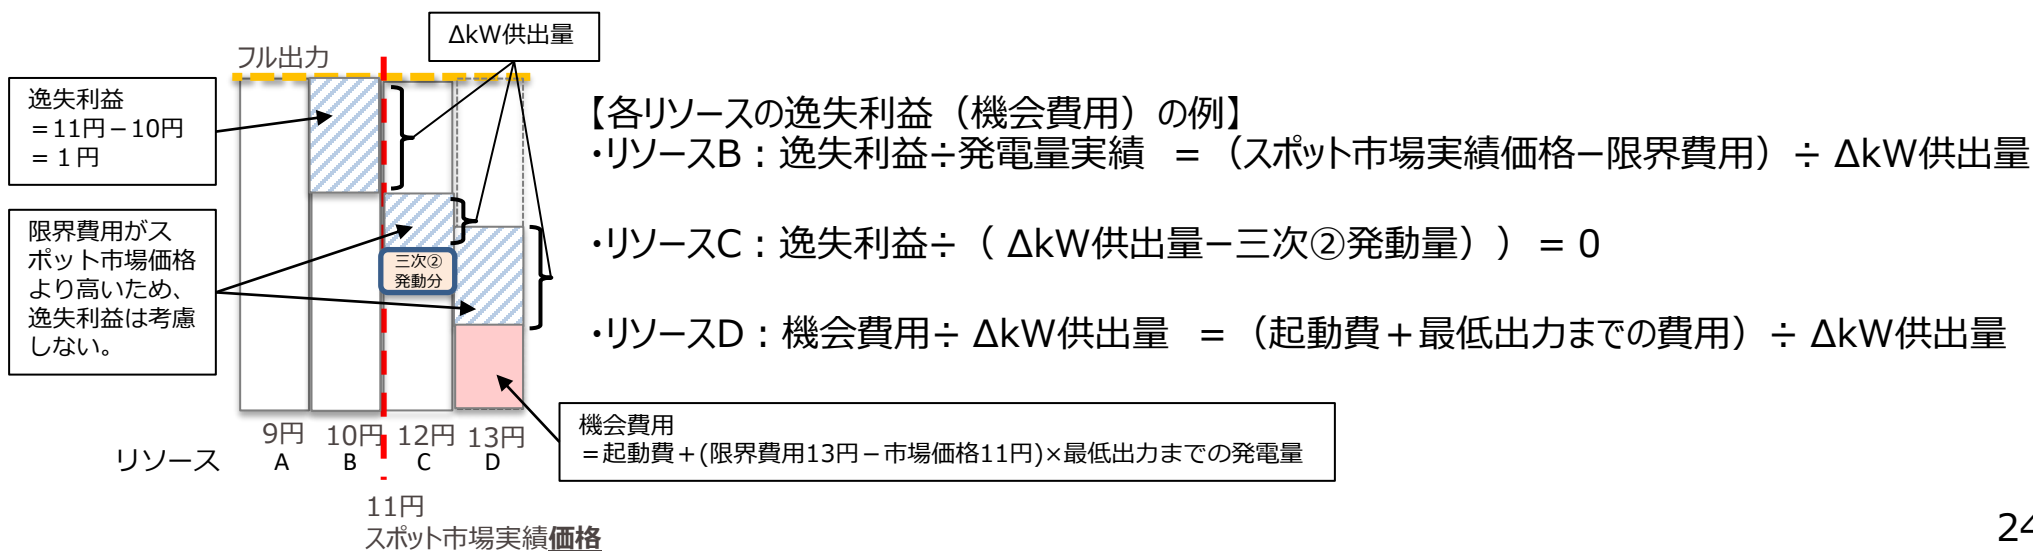 ΔkW供出量
フル出力
逸失利益
＝11円－10円
＝１円
限界費用がス
ポット市場価格
より高いため、
逸失利益は考慮
しない。
三次②
発動分
9円 10円 12円 13円
リソース A B C D
11円
スポット市場実績価格
【各リソースの逸失利益（機会費用）の例】
・リソースB：逸失利益÷発電量実績 ＝（スポット市場実績価格－限界費用）÷ ΔkW供出量
・リソースC：逸失利益÷（ ΔkW供出量－三次②発動量））＝0
・リソースD：機会費用÷ ΔkW供出量 ＝（起動費＋最低出力までの費用）÷ ΔkW供出量
機会費用
＝起動費＋(限界費用13円－市場価格11円)×最低出力までの発電量
24